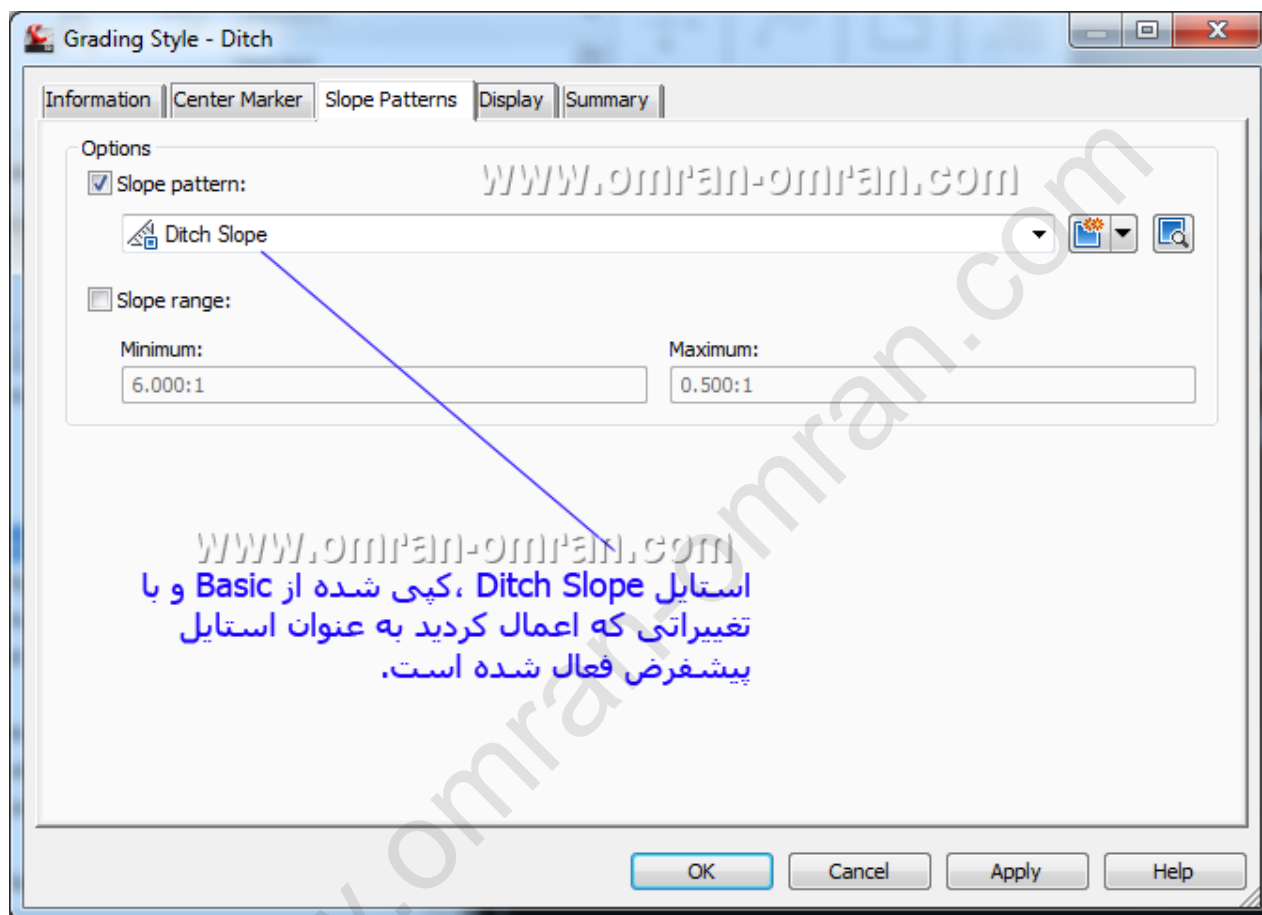 Grading Style - Ditch
Information Center Marker Slope Patterns Display Summary
Options
Slope pattern:
www.omran-omran.com
Ditch Slope
Slope range:
Minimum: Maximum:
6.000:1 0.500:1
www.omran-omran.com
استایل Ditch Slope ،کپی شده از Basic و با
تغییراتی که اعمال کردید به عنوان استایل
پیشفرض فعال شده است.
OK Cancel Apply Help
www.omran-omran.com